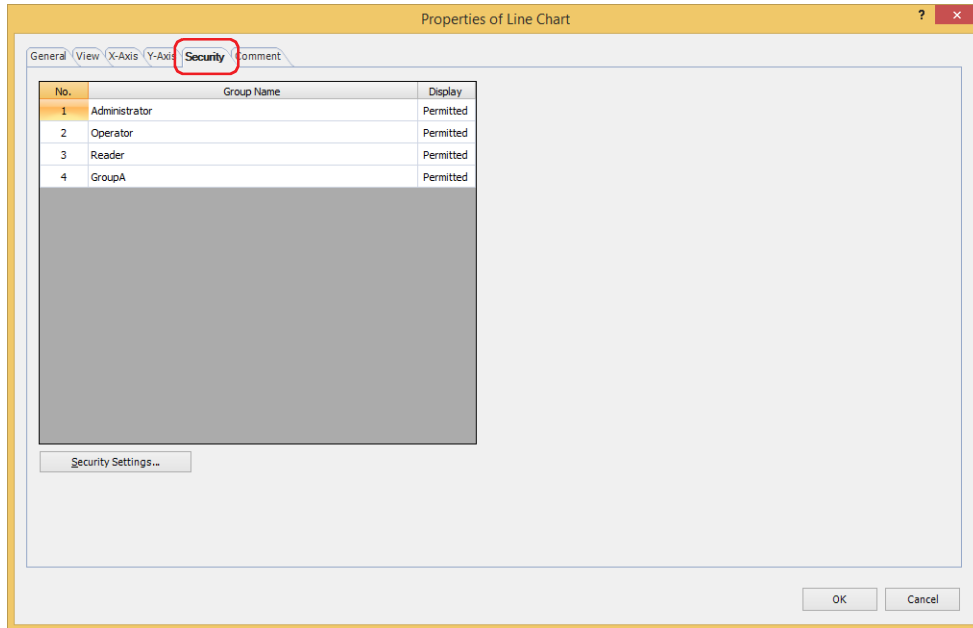 Properties of Line Chart
?
General View X-Axis Y-Axis Security Comment
No. Group Name Display
1 Administrator Permitted
2 Operator Permitted
3 Reader Permitted
4 GroupA Permitted
Security Settings...
OK Cancel